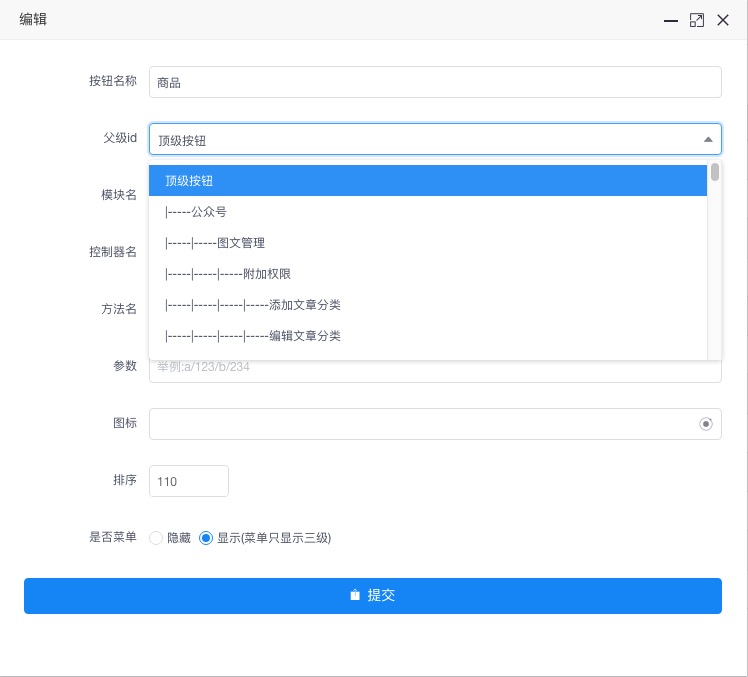 编辑
按钮名称
商品
父级id
顶级按钮
顶级按钮
模块名
|-----公众号
|-----|-----图文管理
控制器名
|-----|-----|-----附加权限
方法名
|-----|-----|-----|-----添加文章分类
|-----|-----|-----|-----编辑文章分类
参数
举例:a/123/b/234
图标
排序
110
是否菜单
隐藏
显示(菜单只显示三级)
提交